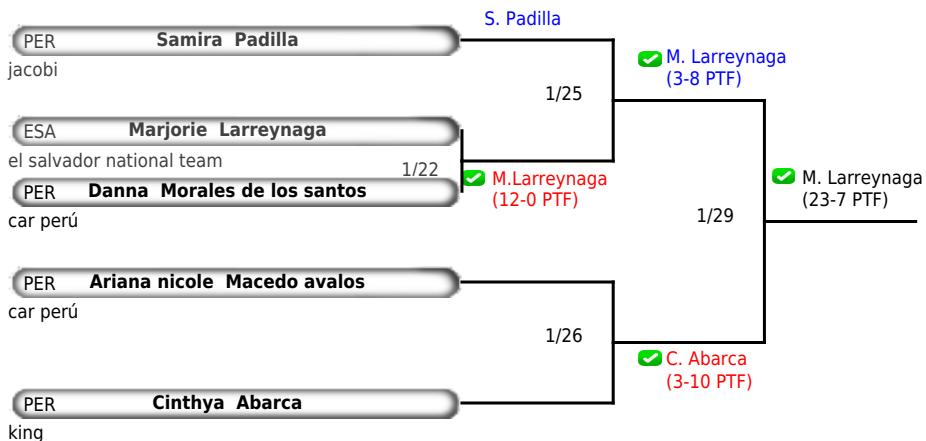 S. Padilla
PER Samira Padilla
jacobi
M. Larreynaga
(3-8 PTF)
1/25
ESA Marjorie Larreynaga
el salvador national team
1/22
M.Larreynaga
(12-0 PTF)
PER Danna Morales de los santos
car perú
M. Larreynaga
(23-7 PTF)
1/29
PER Ariana nicole Macedo avalos
car perú
1/26
C. Abarca
(3-10 PTF)
PER Cinthya Abarca
king